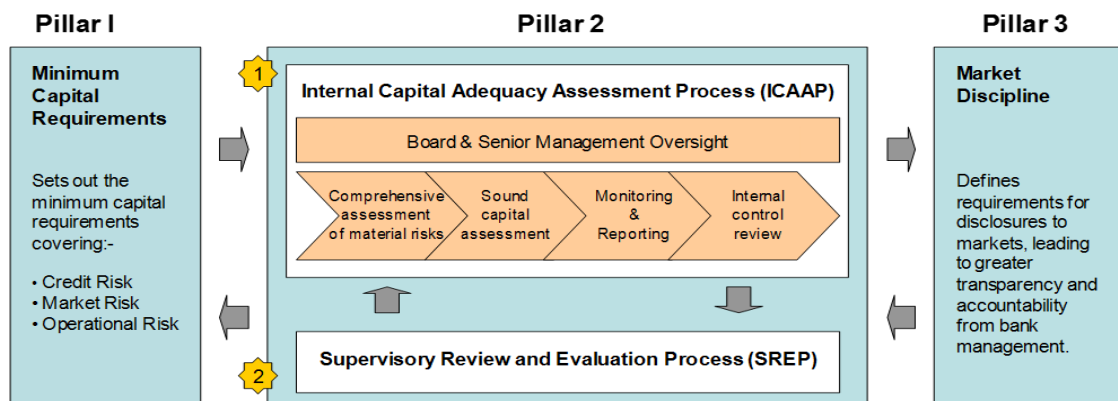 Pillar I
Minimum
Capital
Requirements
Sets out the
minimum capital
requirements
covering:-
• Credit Risk
• Market Risk
• Operational Risk
Pillar 2
1
Internal Capital Adequacy Assessment Process (ICAAP)
Board & Senior Management Oversight
Comprehensive
assessment
of material risks
Sound
capital
assessment
Monitoring
&
Reporting
Internal
control
review
2
Supervisory Review and Evaluation Process (SREP)
Pillar 3
Market
Discipline
Defines
requirements for
disclosures to
markets, leading
to greater
transparency and
accountability
from bank
management.